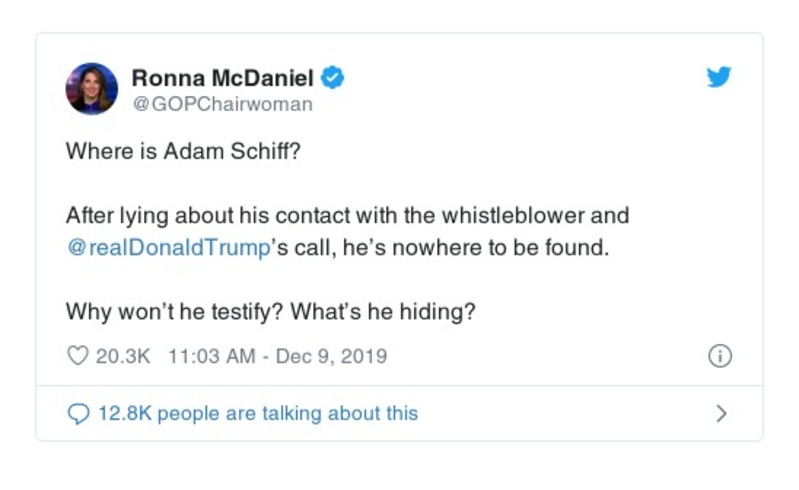 Ronna McDaniel
@GOPChairwoman
Where is Adam Schiff?
After lying about his contact with the whistleblower and
@realDonaldTrump’s call, he’s nowhere to be found.
Why won’t he testify? What’s he hiding?
20.3K 11:03 AM - Dec 9, 2019
12.8K people are talking about this